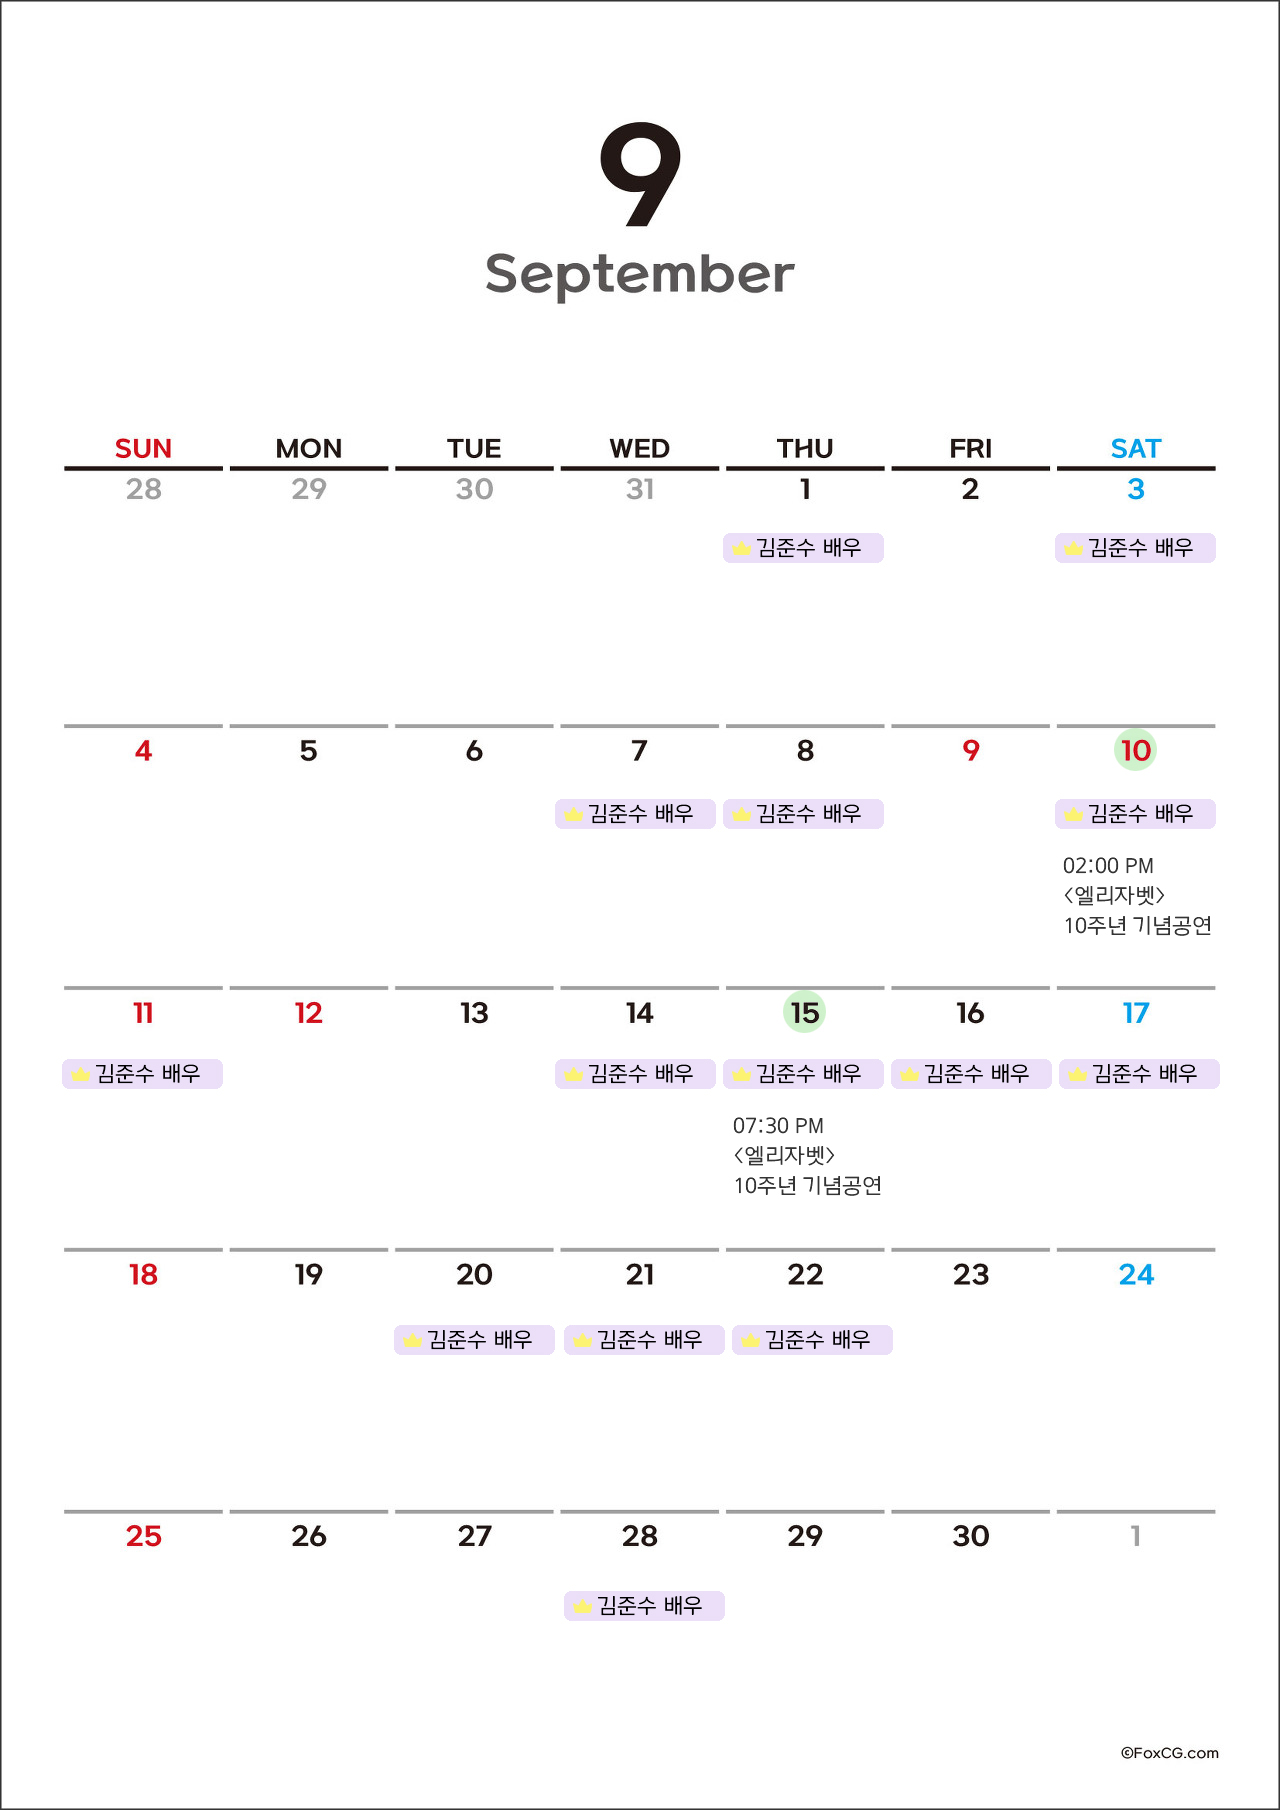 9
September
SUN MON TUE WED THU FRI SAT
28 29 30 31 1 2 3
김준수 배우 김준수 배우
4 5 6 7 8 9 10
김준수 배우 김준수 배우 김준수 배우
02:00 PM
<엘리자벳>
10주년 기념공연
11 12 13 14 15 16 17
김준수 배우 김준수 배우 김준수 배우 김준수 배우 김준수 배우
07:30 PM
<엘리자벳>
10주년 기념공연
18 19 20 21 22 23 24
김준수 배우 김준수 배우 김준수 배우
25 26 27 28 29 30 1
김준수 배우
©FoxCG.com